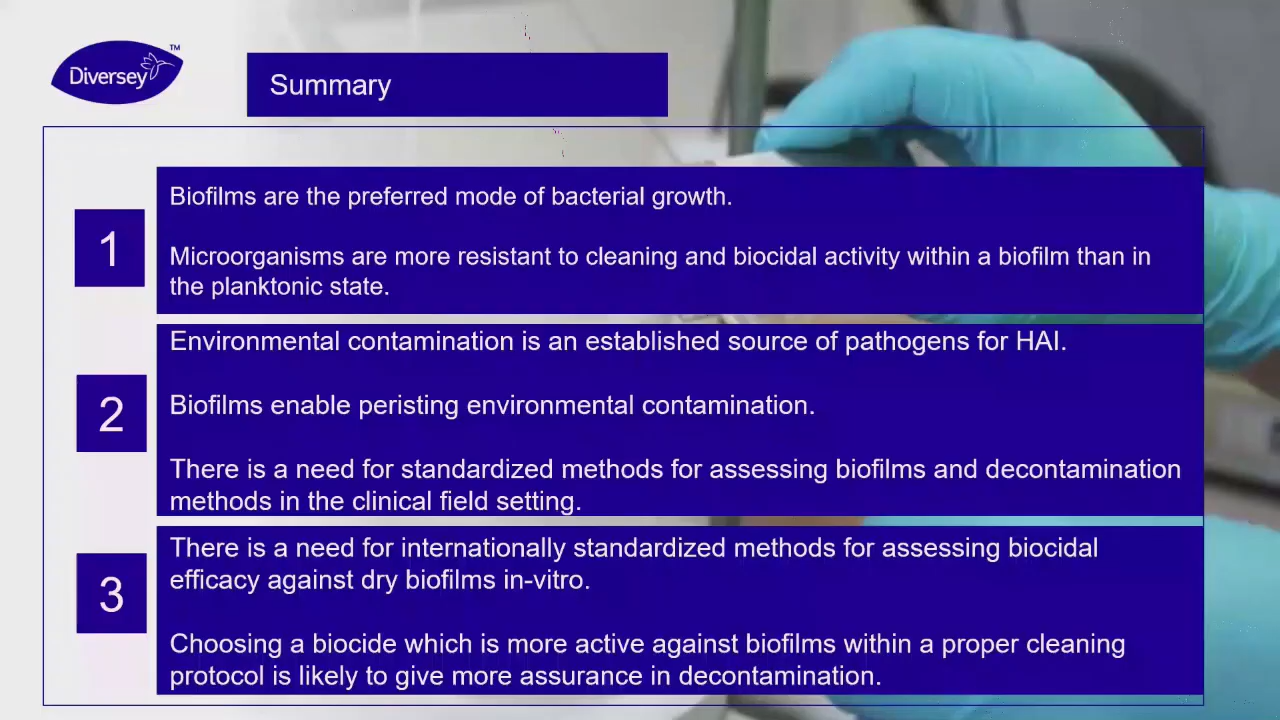 Diversey™
Summary
1
Biofilms are the preferred mode of bacterial growth.
Microorganisms are more resistant to cleaning and biocidal activity within a biofilm than in
the planktonic state.
2
Environmental contamination is an established source of pathogens for HAI.
Biofilms enable peristing environmental contamination.
There is a need for standardized methods for assessing biofilms and decontamination
methods in the clinical field setting.
3
There is a need for internationally standardized methods for assessing biocidal
efficacy against dry biofilms in-vitro.
Choosing a biocide which is more active against biofilms within a proper cleaning
protocol is likely to give more assurance in decontamination.